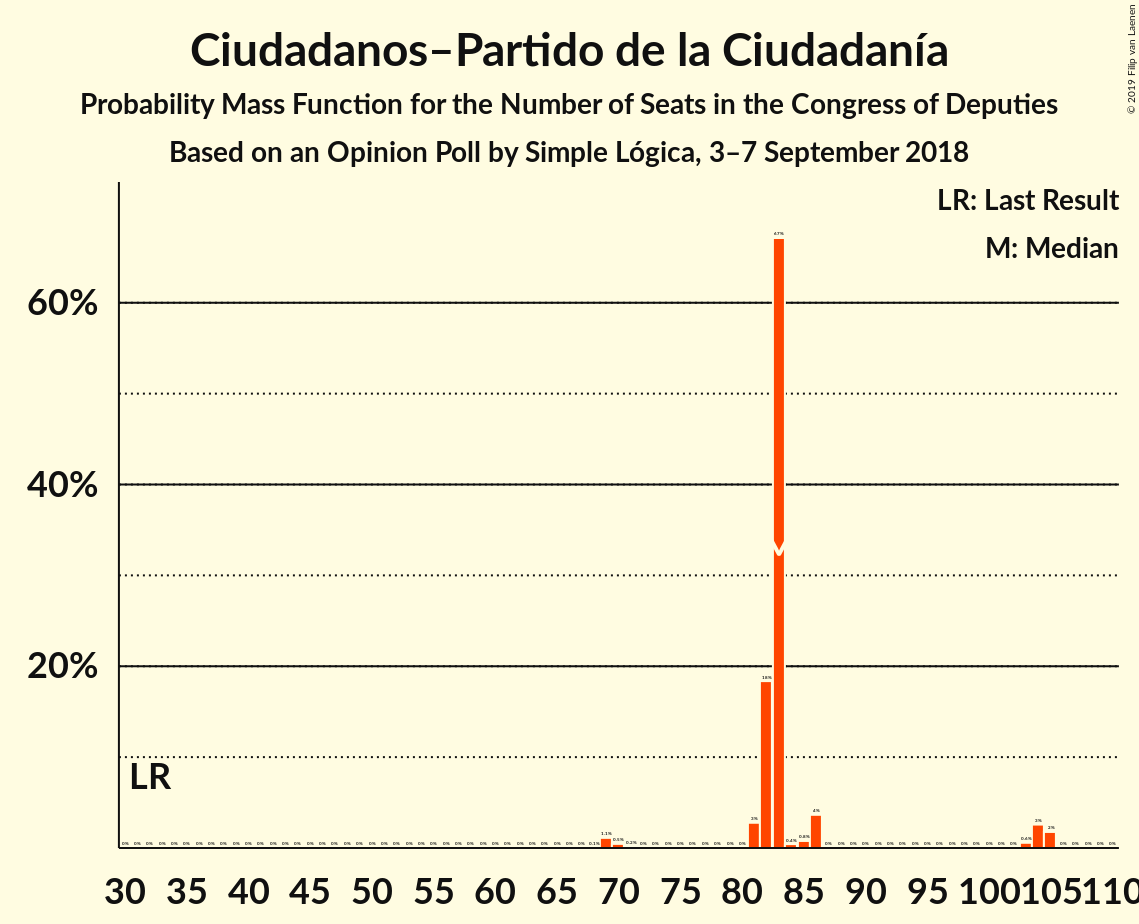 Ciudadanos–Partido de la Ciudadanía
Probability Mass Function for the Number of Seats in the Congress of Deputies
Based on an Opinion Poll by Simple Lógica, 3–7 September 2018
© 2019 Filip van Laenen
LR: Last Result
M: Median
60%
40%
20%
LR
M
67%
18%
3% 4%
1.1% 0.1% 0.3% 0.2% 0.4% 0.8% 0.6% 3% 2%
30 35 40 45 50 55 60 65 70 75 80 85 90 95 100 105 110